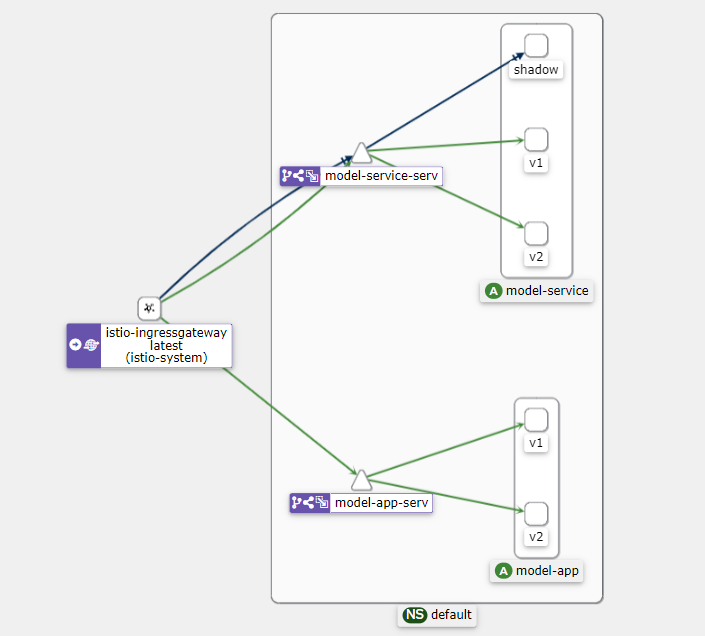 shadow
v1
model-service-serv
v2
A model-service
istio-ingressgateway
latest
(istio-system)
v1
model-app-serv
v2
A model-app
NS default